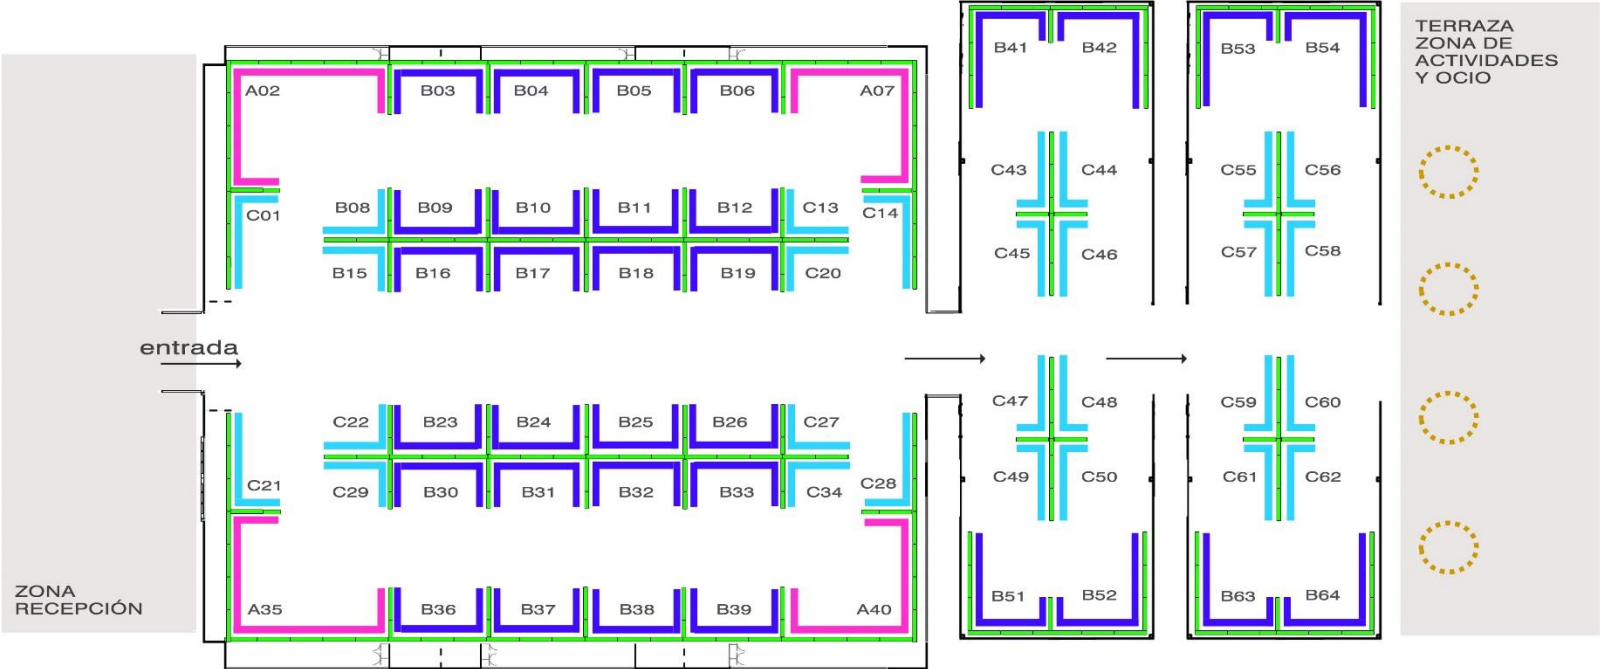 A02 B03 B04 B05 B06 A07
C01 B08 B09 B10 B11 B12 C13 C14
B15 B16 B17 B18 B19 C20
entrada
C22 B23 B24 B25 B26 C27
C21 C29 B30 B31 B32 B33 C34 C28
A35 B36 B37 B38 B39 A40
ZONA
RECEPCIÓN
B41 B42
C43 C44
C45 C46
C47 C48
C49 C50
B51 B52
B53 B54
C55 C56
C57 C58
C59 C60
C61 C62
B63 B64
TERRAZA
ZONA DE
ACTIVIDADES
Y OCIO